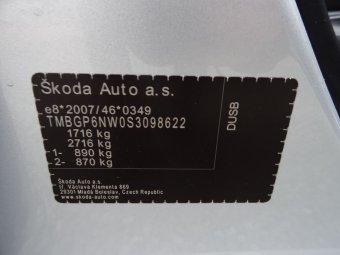 Škoda Auto a.s.
e8*2007/46*0349
TMBGP6NW0S3098622
1716 kg
2716 kg
1- 890 kg
2- 870 kg
DUSB
Škoda Auto a.s.
tř. Václava Klementa 869
29301 Mladá Boleslav, Czech Republic
www.skoda-auto.com